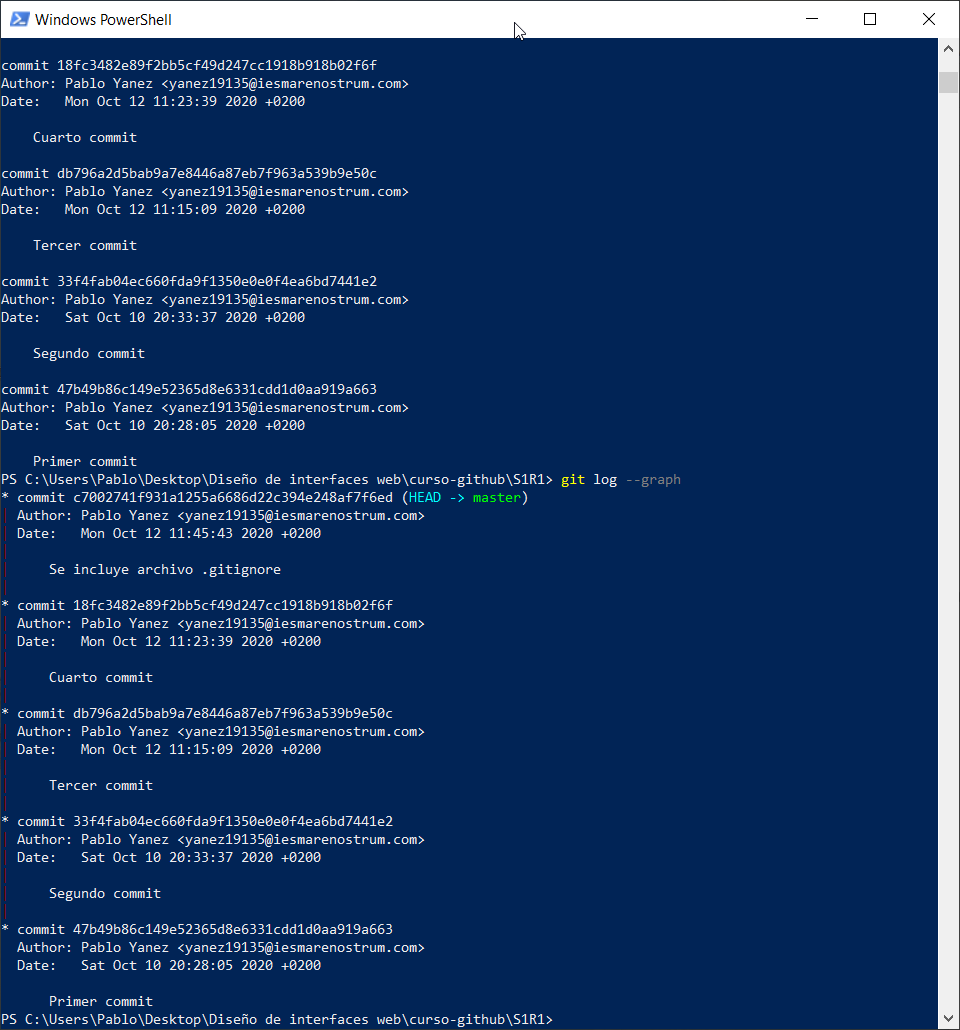 Windows PowerShell
commit 18fc3482e89f2bb5cf49d247cc1918b918b02f6f
Author: Pablo Yanez <yanez19135@iesmarenostrum.com>
Date:   Mon Oct 12 11:23:39 2020 +0200
Cuarto commit
commit db796a2d5bab9a7e8446a87eb7f963a539b9e50c
Author: Pablo Yanez <yanez19135@iesmarenostrum.com>
Date:   Mon Oct 12 11:15:09 2020 +0200
Tercer commit
commit 33f4fab04ec660fda9f1350e0e0f4ea6bd7441e2
Author: Pablo Yanez <yanez19135@iesmarenostrum.com>
Date:   Sat Oct 10 20:33:37 2020 +0200
Segundo commit
commit 47b49b86c149e52365d8e6331cdd1d0aa919a663
Author: Pablo Yanez <yanez19135@iesmarenostrum.com>
Date:   Sat Oct 10 20:28:05 2020 +0200
Primer commit
PS C:\Users\Pablo\Desktop\Diseño de interfaces web\curso-github\S1R1> git log --graph
* commit c7002741f931a1255a6686d22c394e248af7f6ed (HEAD -> master)
| Author: Pablo Yanez <yanez19135@iesmarenostrum.com>
| Date:   Mon Oct 12 11:45:43 2020 +0200
|
|     Se incluye archivo .gitignore
|
* commit 18fc3482e89f2bb5cf49d247cc1918b918b02f6f
| Author: Pablo Yanez <yanez19135@iesmarenostrum.com>
| Date:   Mon Oct 12 11:23:39 2020 +0200
|
|     Cuarto commit
|
* commit db796a2d5bab9a7e8446a87eb7f963a539b9e50c
| Author: Pablo Yanez <yanez19135@iesmarenostrum.com>
| Date:   Mon Oct 12 11:15:09 2020 +0200
|
|     Tercer commit
|
* commit 33f4fab04ec660fda9f1350e0e0f4ea6bd7441e2
| Author: Pablo Yanez <yanez19135@iesmarenostrum.com>
| Date:   Sat Oct 10 20:33:37 2020 +0200
|
|     Segundo commit
|
* commit 47b49b86c149e52365d8e6331cdd1d0aa919a663
  Author: Pablo Yanez <yanez19135@iesmarenostrum.com>
  Date:   Sat Oct 10 20:28:05 2020 +0200
      Primer commit
PS C:\Users\Pablo\Desktop\Diseño de interfaces web\curso-github\S1R1>